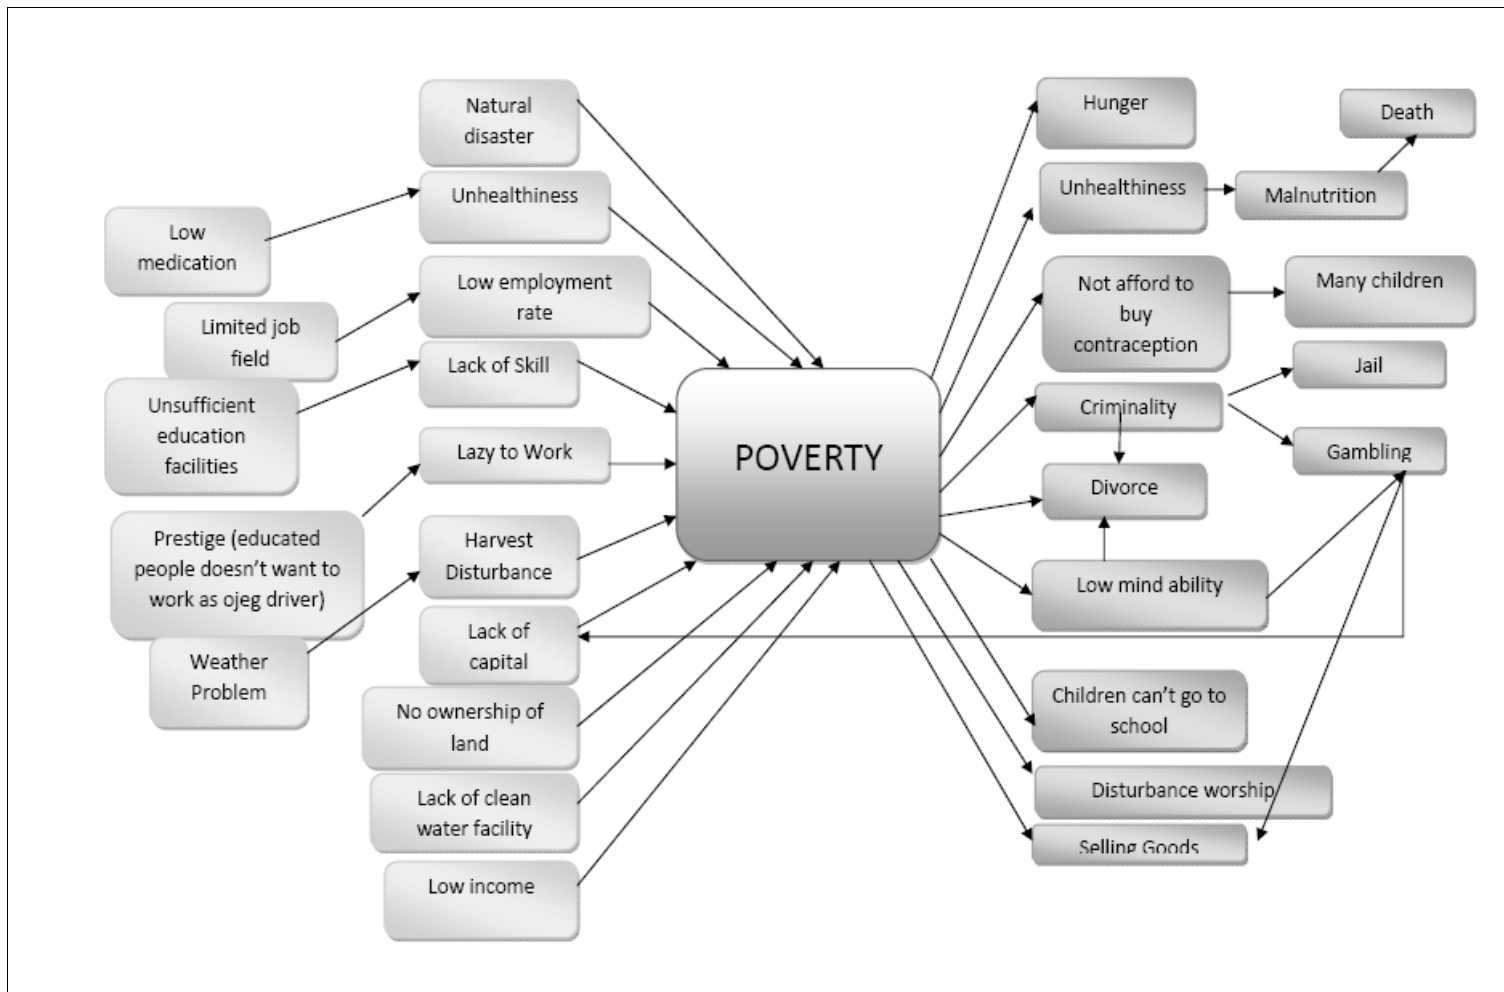 Natural
disaster
Unhealthiness
Low
medication
Low employment
rate
Limited job
field
Lack of Skill
Unsufficient
education
facilities
Lazy to Work
Prestige (educated
people doesn't want to
work as ojeg driver)
Harvest
Disturbance
Weather
Problem
Lack of
capital
No ownership of
land
Lack of clean
water facility
Low income
POVERTY
Hunger
Death
Unhealthiness
Malnutrition
Not afford to
buy
contraception
Many children
Jail
Criminality
Gambling
Divorce
Low mind ability
Children can't go to
school
Disturbance worship
Selling Goods